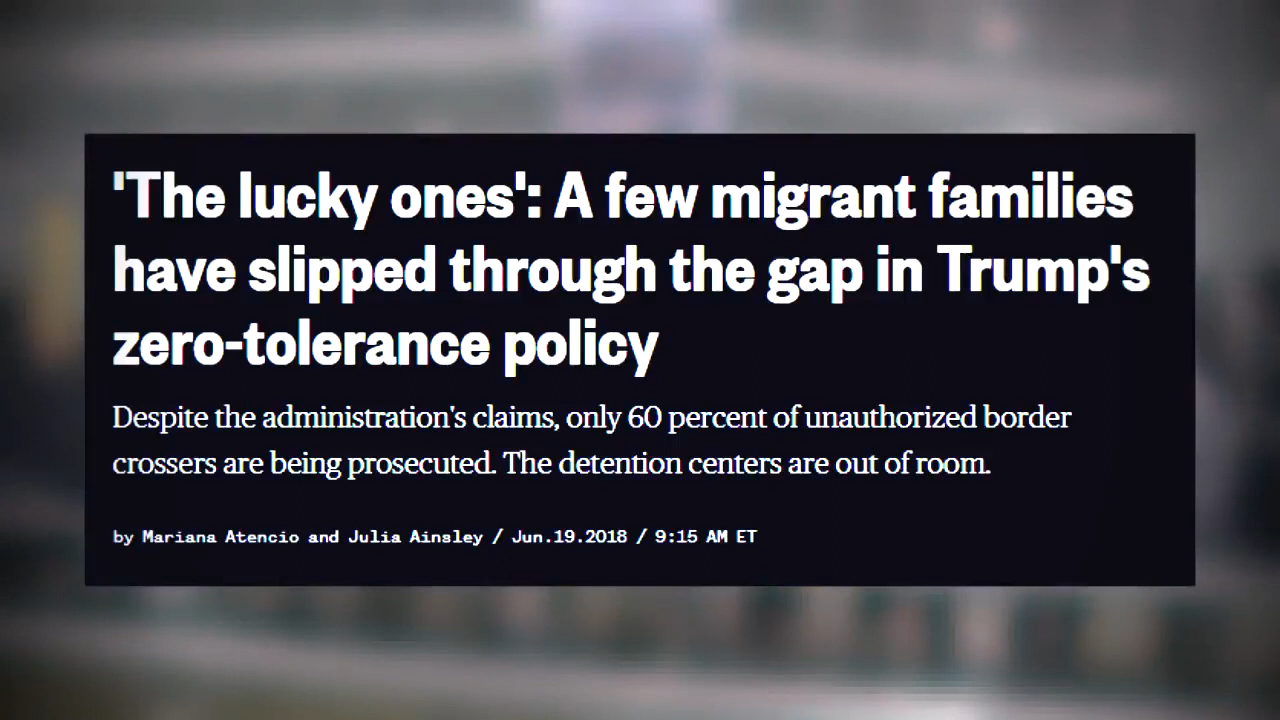 'The lucky ones': A few migrant families
have slipped through the gap in Trump's
zero-tolerance policy
Despite the administration's claims, only 60 percent of unauthorized border
crossers are being prosecuted. The detention centers are out of room.
by Mariana Atencio and Julia Ainsley / Jun.19.2018 / 9:15 AM ET